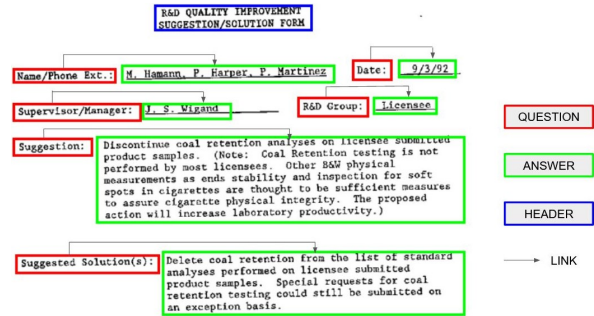 R&D QUALITY IMPROVEMENT
SUGGESTION/SOLUTION FORM
Name/Phone Ext.: M. Hamann, P. Harper, P. Martinez Date: 9/3/92
Supervisor/Manager: J. S. Wigand R&D Group: Licensee
Suggestion: Discontinue coal retention analyses on licensee submitted
product samples. (Note: Coal Retention testing is not
performed by most licensees. Other B&W physical
measurements as ends stability and inspection for soft
spots in cigarettes are thought to be sufficient measures
to assure cigarette physical integrity. The proposed
action will increase laboratory productivity.)
Suggested Solution(s): Delete coal retention from the list of standard
analyses performed on licensee submitted
product samples. Special requests for coal
retention testing could still be submitted on
an exception basis.
QUESTION
ANSWER
HEADER
LINK